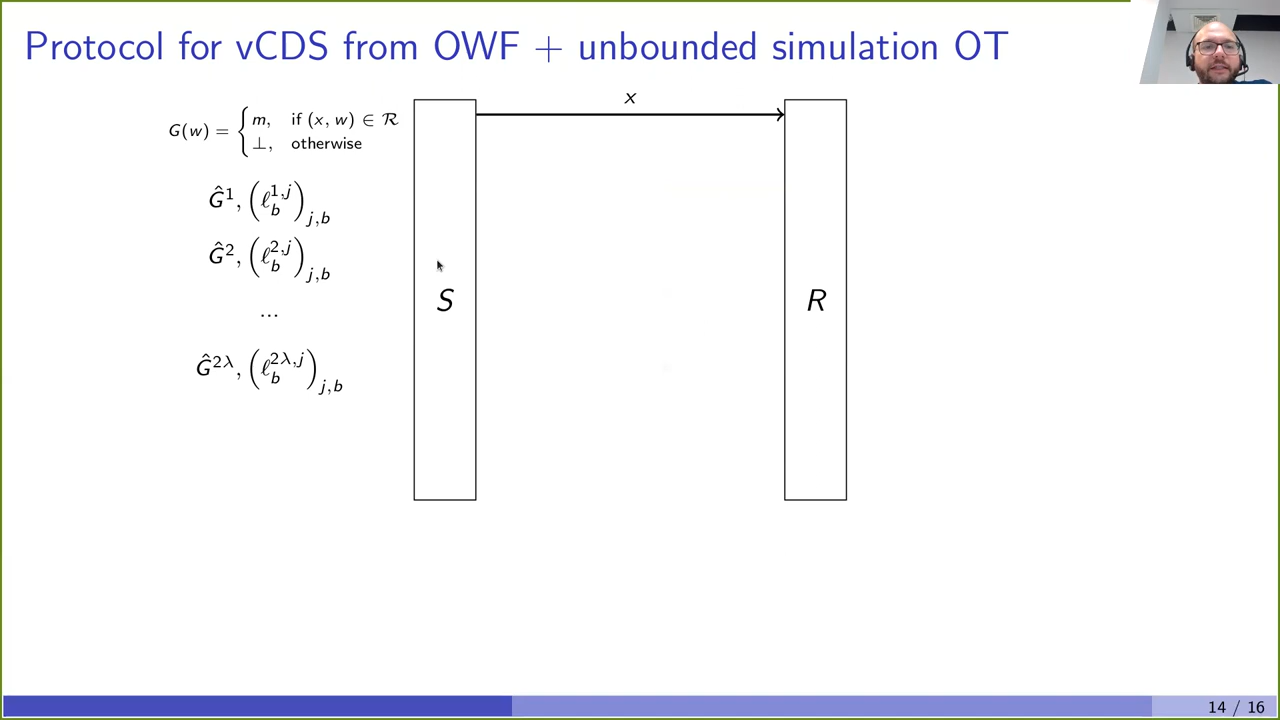 Protocol for vCDS from OWF + unbounded simulation OT
x
G(w) = { m, if (x, w) ∈ ℛ
⊥, otherwise
Ĝ¹, (ℓ_b^{1,j})_{j,b}
Ĝ², (ℓ_b^{2,j})_{j,b}
...
Ĝ^{2λ}, (ℓ_b^{2λ,j})_{j,b}
S
R
14 / 16